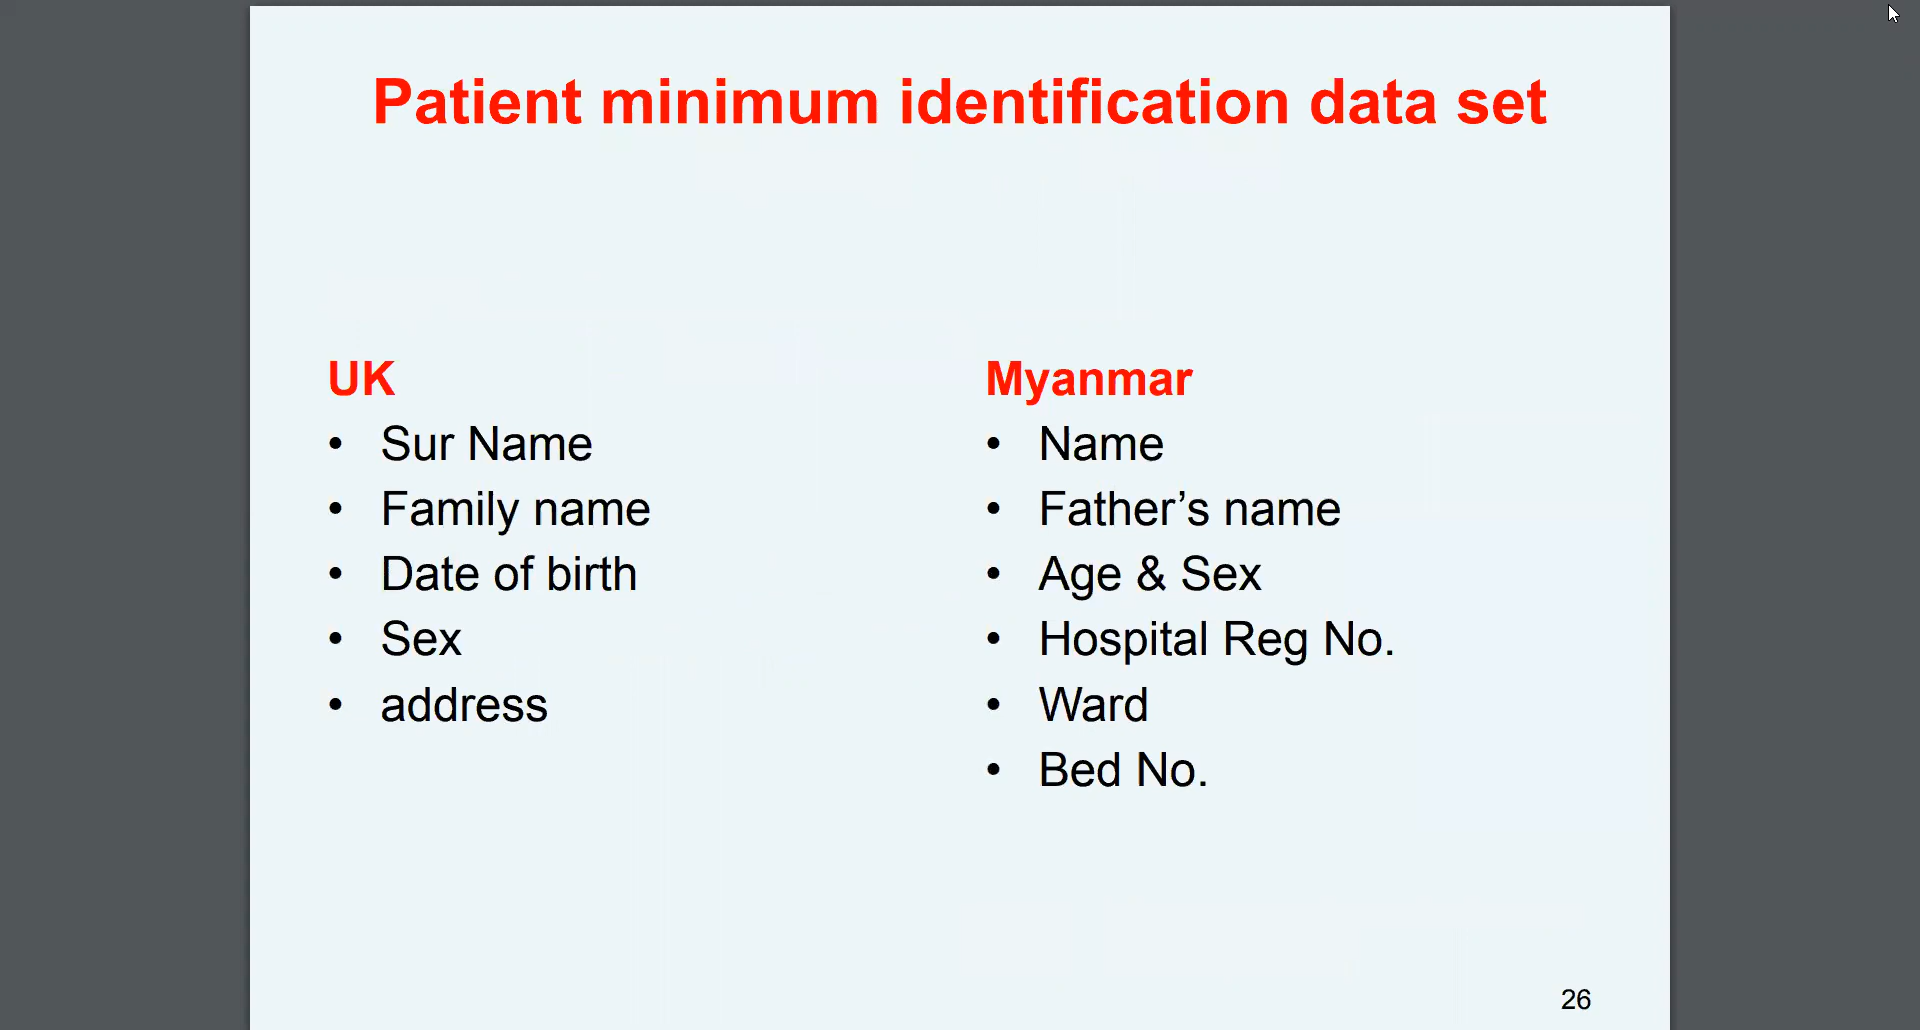 Patient minimum identification data set
UK
• Sur Name
• Family name
• Date of birth
• Sex
• address
Myanmar
• Name
• Father’s name
• Age & Sex
• Hospital Reg No.
• Ward
• Bed No.
26